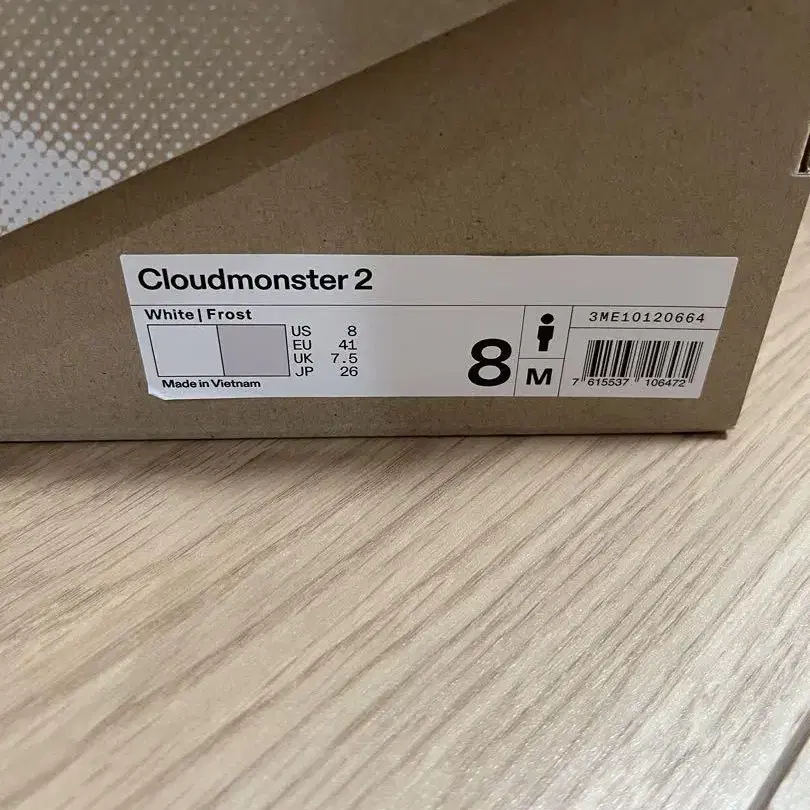 Cloudmonster 2
White | Frost
US 8
EU 41
UK 7.5
JP 26
Made in Vietnam
8
M
3ME10120664
7 615537 106472